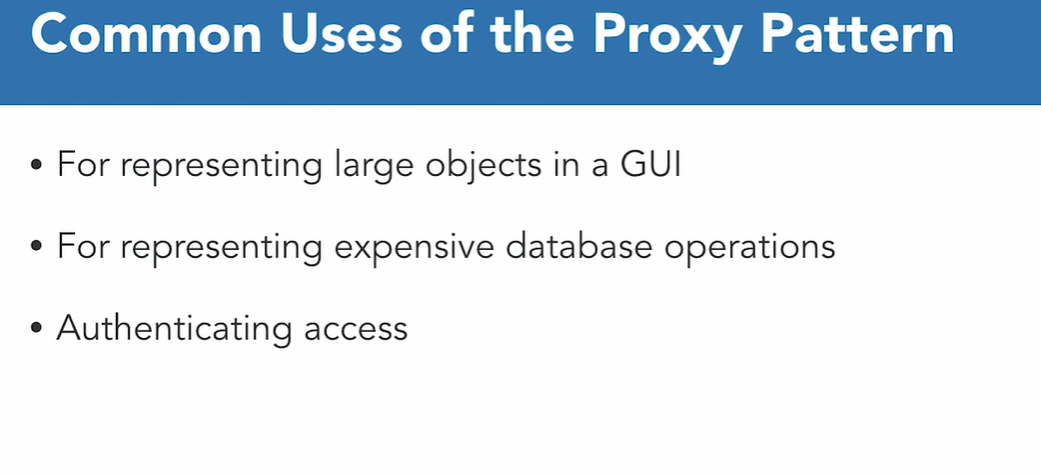 Common Uses of the Proxy Pattern
• For representing large objects in a GUI
• For representing expensive database operations
• Authenticating access